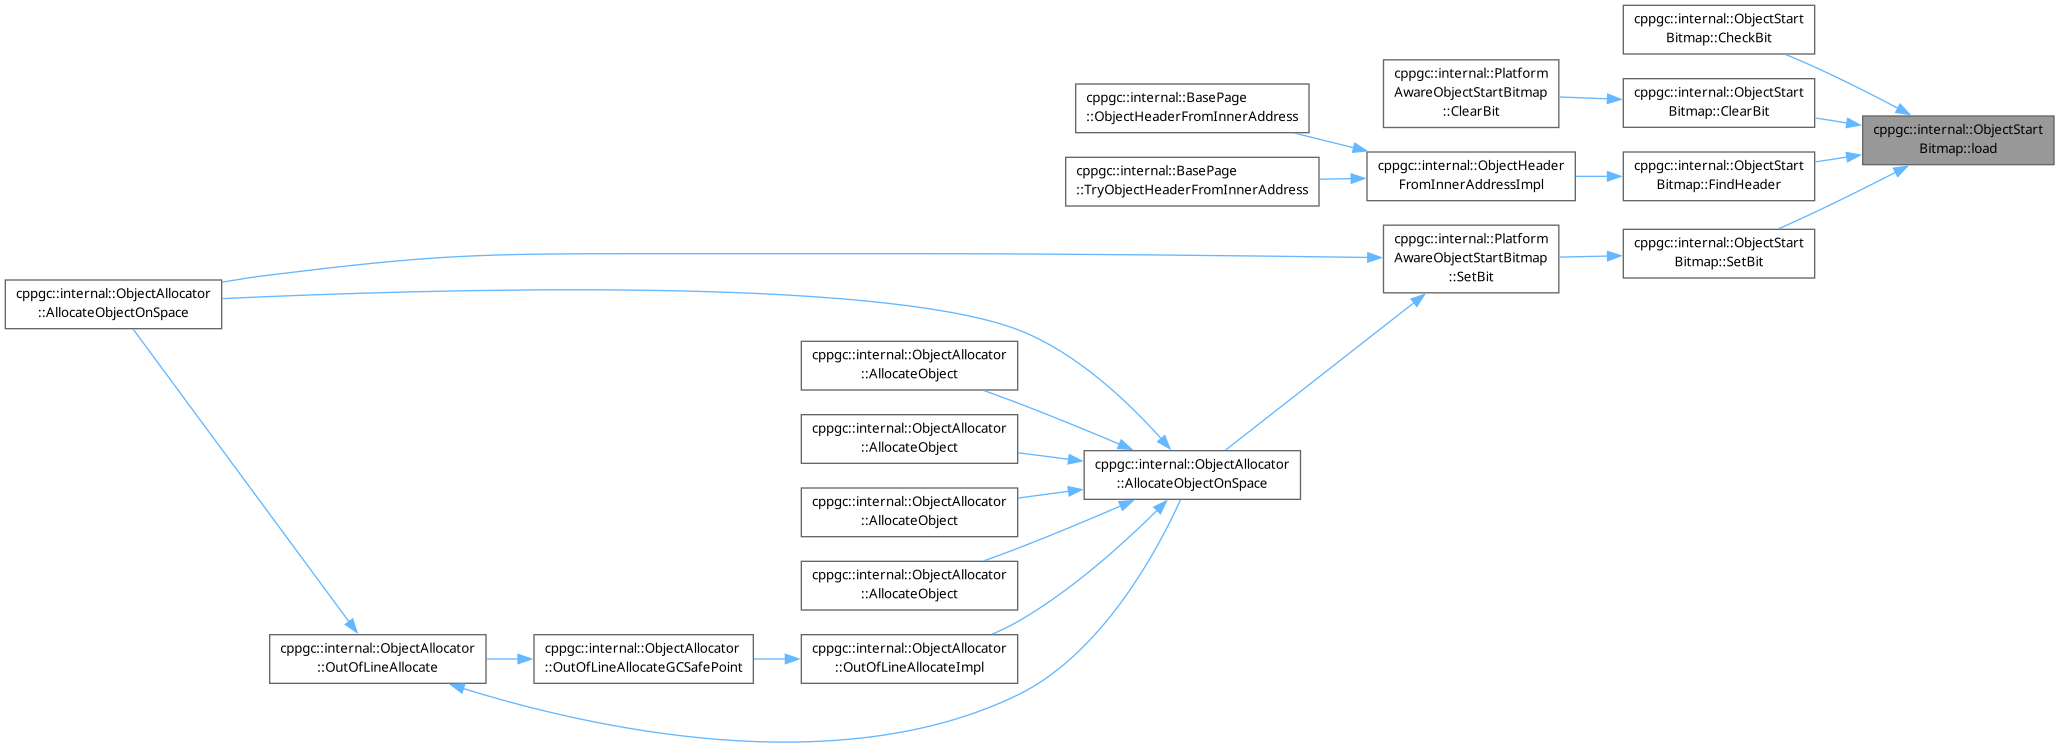 cppgc::internal::ObjectStart
Bitmap::CheckBit
cppgc::internal::Platform
AwareObjectStartBitmap
::ClearBit
cppgc::internal::ObjectStart
Bitmap::ClearBit
cppgc::internal::BasePage
::ObjectHeaderFromInnerAddress
cppgc::internal::ObjectStart
Bitmap::load
cppgc::internal::BasePage
::TryObjectHeaderFromInnerAddress
cppgc::internal::ObjectHeader
FromInnerAddressImpl
cppgc::internal::ObjectStart
Bitmap::FindHeader
cppgc::internal::Platform
AwareObjectStartBitmap
::SetBit
cppgc::internal::ObjectStart
Bitmap::SetBit
cppgc::internal::ObjectAllocator
::AllocateObjectOnSpace
cppgc::internal::ObjectAllocator
::AllocateObject
cppgc::internal::ObjectAllocator
::AllocateObject
cppgc::internal::ObjectAllocator
::AllocateObjectOnSpace
cppgc::internal::ObjectAllocator
::AllocateObject
cppgc::internal::ObjectAllocator
::AllocateObject
cppgc::internal::ObjectAllocator
::OutOfLineAllocate
cppgc::internal::ObjectAllocator
::OutOfLineAllocateGCSafePoint
cppgc::internal::ObjectAllocator
::OutOfLineAllocateImpl